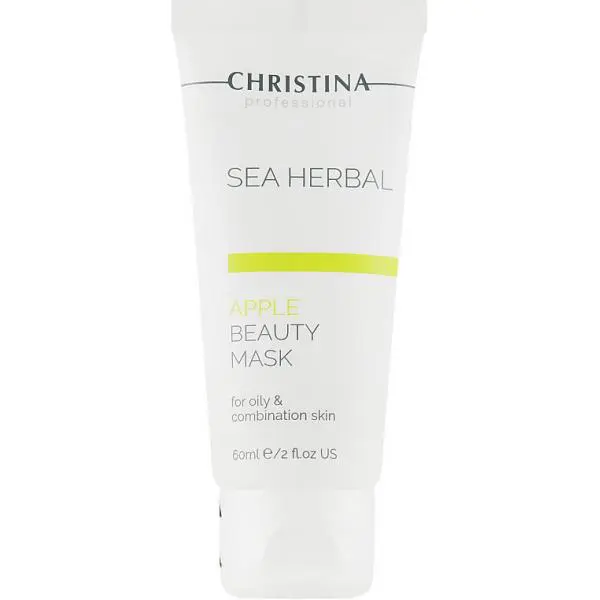 CHRISTINA
professional
SEA HERBAL
APPLE
BEAUTY
MASK
for oily &
combination skin
60ml ℮/2 fl.oz US